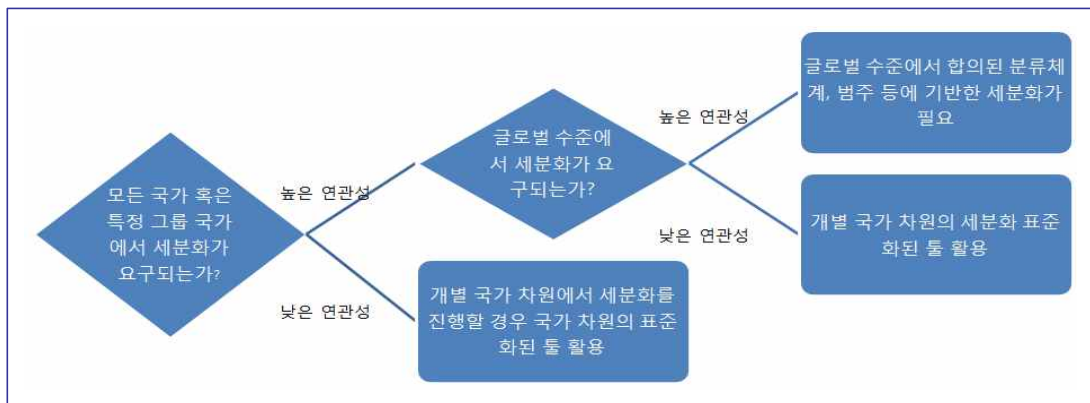 모든 국가 혹은
특정 그룹 국가
에서 세분화가
요구되는가?
높은 연관성
낮은 연관성
글로벌 수준에
서 세분화가 요
구되는가?
개별 국가 차원에서 세분화를
진행할 경우 국가 차원의 표준
화된 툴 활용
높은 연관성
낮은 연관성
글로벌 수준에서 합의된 분류체
계, 범주 등에 기반한 세분화가
필요
개별 국가 차원의 세분화 표준
화된 툴 활용